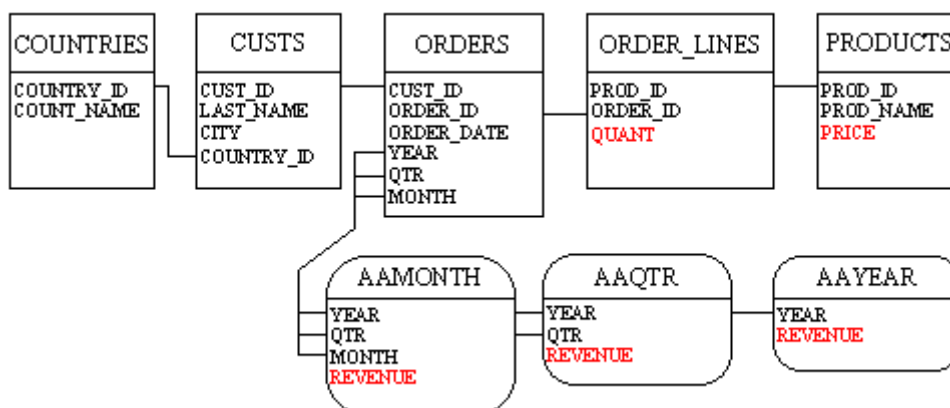 COUNTRIES
COUNTRY_ID
COUNT_NAME
CUSTS
CUST_ID
LAST_NAME
CITY
COUNTRY_ID
ORDERS
CUST_ID
ORDER_ID
ORDER_DATE
YEAR
QTR
MONTH
ORDER_LINES
PROD_ID
ORDER_ID
QUANT
PRODUCTS
PROD_ID
PROD_NAME
PRICE
AAMONTH
YEAR
QTR
MONTH
REVENUE
AAQTR
YEAR
QTR
REVENUE
AAYEAR
YEAR
REVENUE